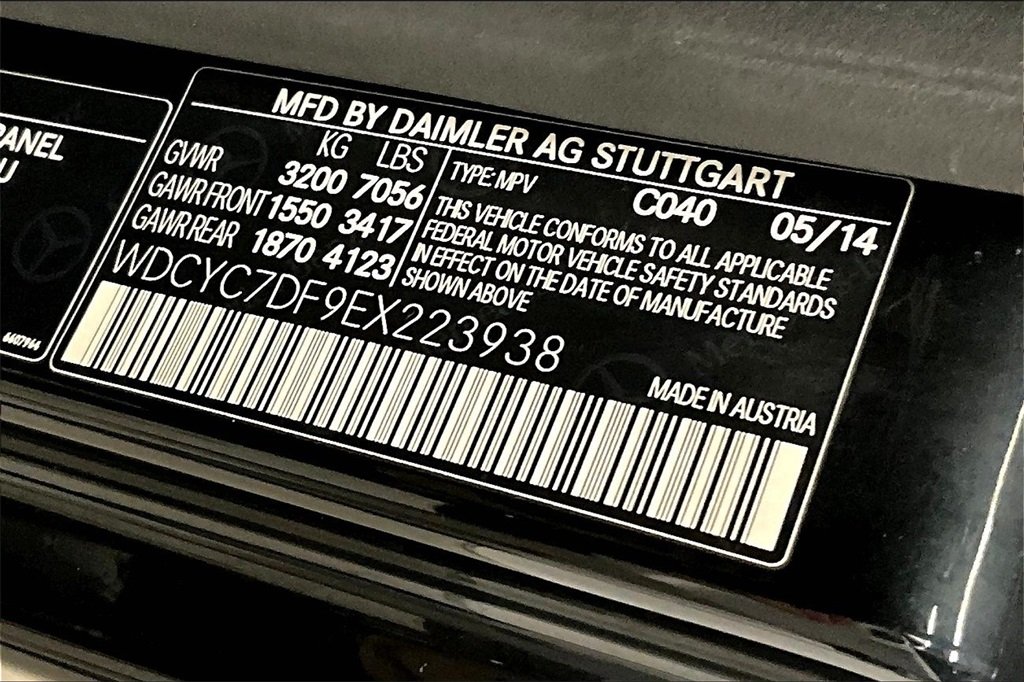 PANEL
U
6607944
MFD BY DAIMLER AG STUTTGART
KG LBS
GVWR 3200 7056
GAWR FRONT 1550 3417
GAWR REAR 1870 4123
TYPE: MPV C040 05/14
THIS VEHICLE CONFORMS TO ALL APPLICABLE
FEDERAL MOTOR VEHICLE SAFETY STANDARDS
IN EFFECT ON THE DATE OF MANUFACTURE
SHOWN ABOVE
WDCYC7DF9EX223938
MADE IN AUSTRIA